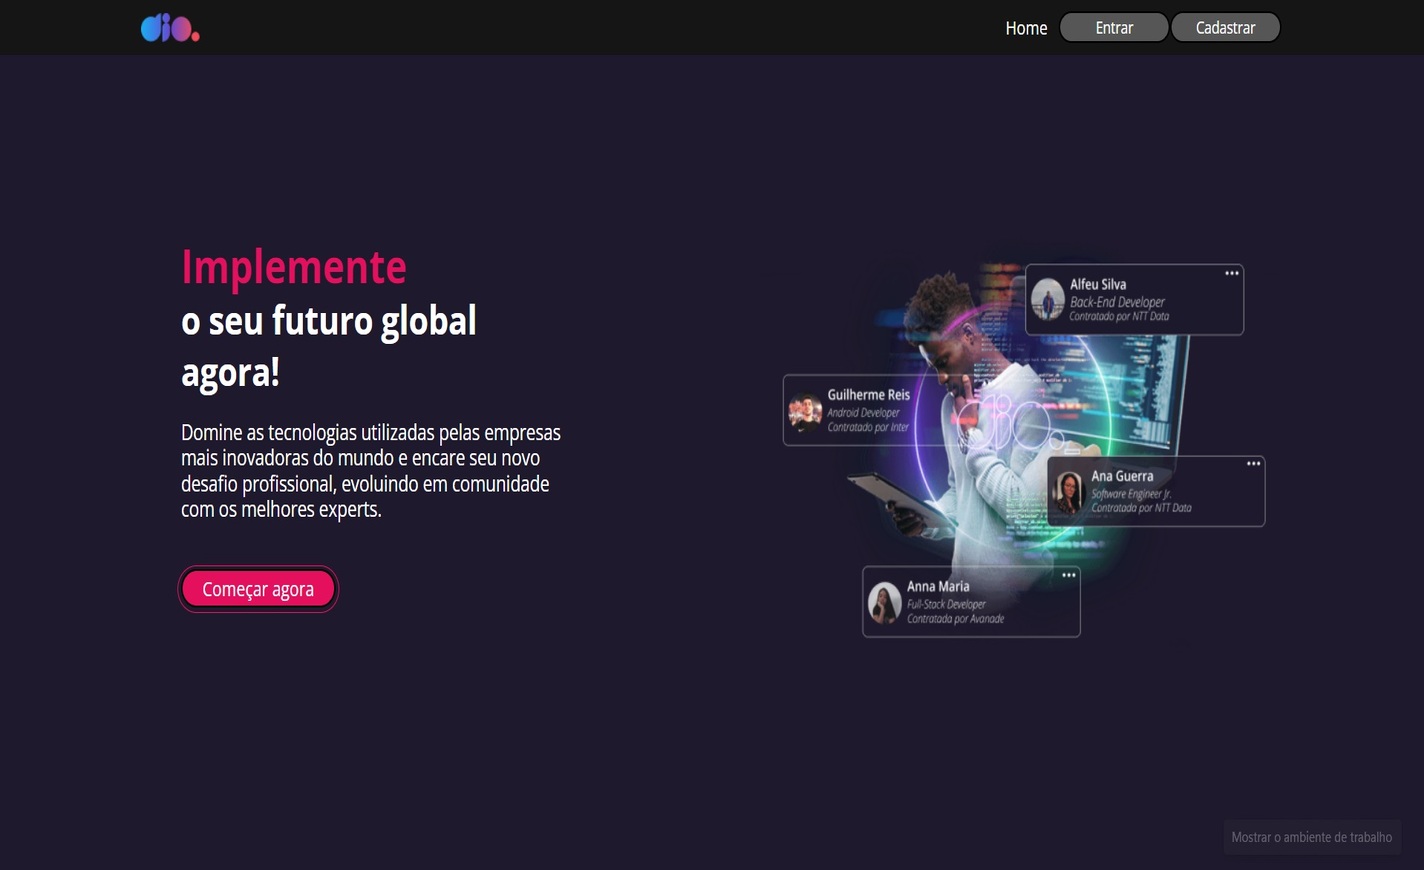 dio.
Home
Entrar
Cadastrar
Implemente
o seu futuro global
agora!
Domine as tecnologias utilizadas pelas empresas
mais inovadoras do mundo e encare seu novo
desafio profissional, evoluindo em comunidade
com os melhores experts.
Começar agora
Alfeu Silva
Back-End Developer
Contratado por NTT Data
Guilherme Reis
Android Developer
Contratado por Inter
dio.
Ana Guerra
Software Engineer Jr.
Contratada por NTT Data
Anna Maria
Full-Stack Developer
Contratada por Avanade
Mostrar o ambiente de trabalho